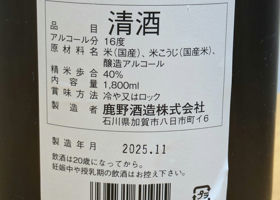 品目 清酒
アルコール分 16度
原材料名 米（国産）、米こうじ（国産米）、
醸造アルコール
精米歩合 40%
内容量 1,800ml
賞味方法 冷や又はロック
製造者 鹿野酒造株式会社
石川県加賀市八日市町イ6
製造年月 2025.11
飲酒は20歳になってから。
妊娠中や授乳期の飲酒はお控え下さい。